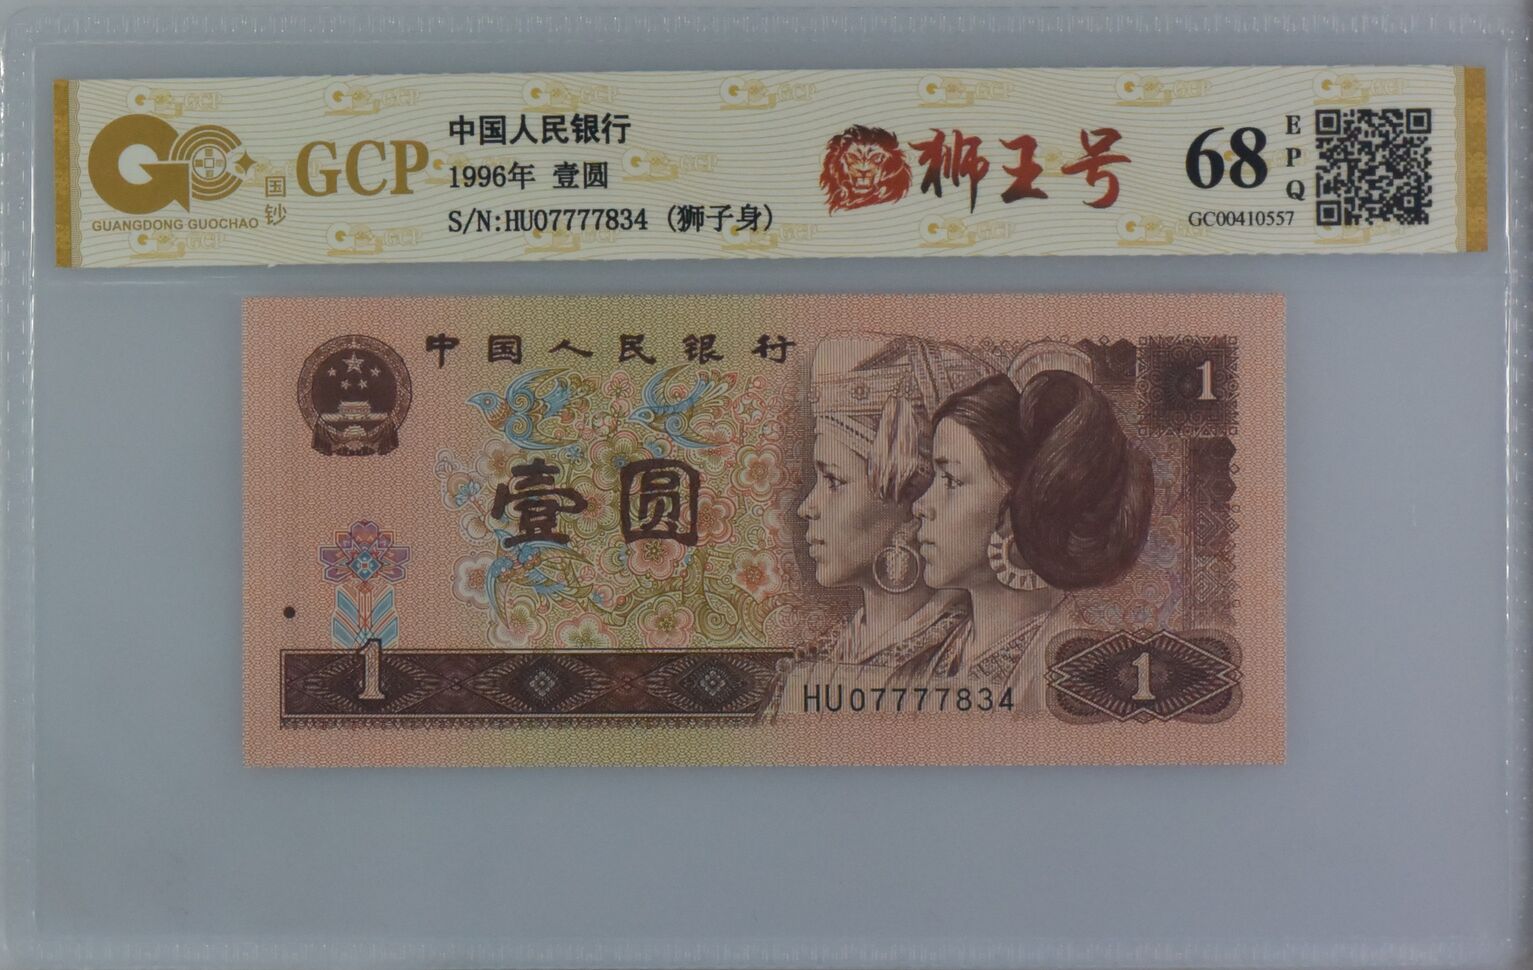 GCP
GUANGDONG GUOCHAO
国钞
中国人民银行
1996年 壹圆
S/N:HU07777834 (狮子身)
狮王号
68
EPQ
GC00410557
中国人民银行
1
壹圆
1
HU07777834
1